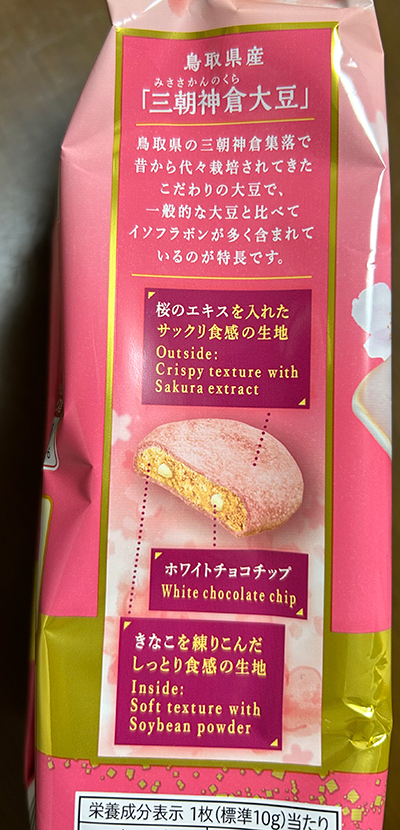 鳥取県産
みささかんのくら
「三朝神倉大豆」
鳥取県の三朝神倉集落で
昔から代々栽培されてきた
こだわりの大豆で、
一般的な大豆と比べて
イソフラボンが多く含まれて
いるのが特長です。
桜のエキスを入れた
サックリ食感の生地
Outside:
Crispy texture with
Sakura extract
ホワイトチョコチップ
White chocolate chip
きなこを練りこんだ
しっとり食感の生地
Inside:
Soft texture with
Soybean powder
栄養成分表示 1枚(標準10g)当たり